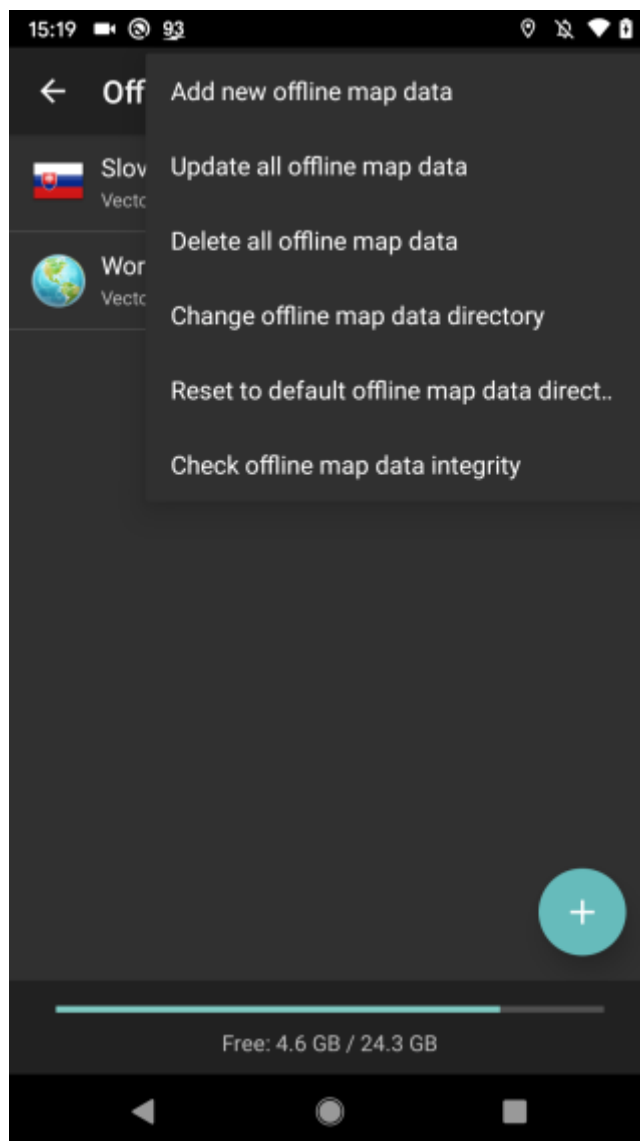 15:19 93
Off
Add new offline map data
Slov
Update all offline map data
Vecto
Delete all offline map data
Wor
Vecto
Change offline map data directory
Reset to default offline map data direct..
Check offline map data integrity
Free: 4.6 GB / 24.3 GB